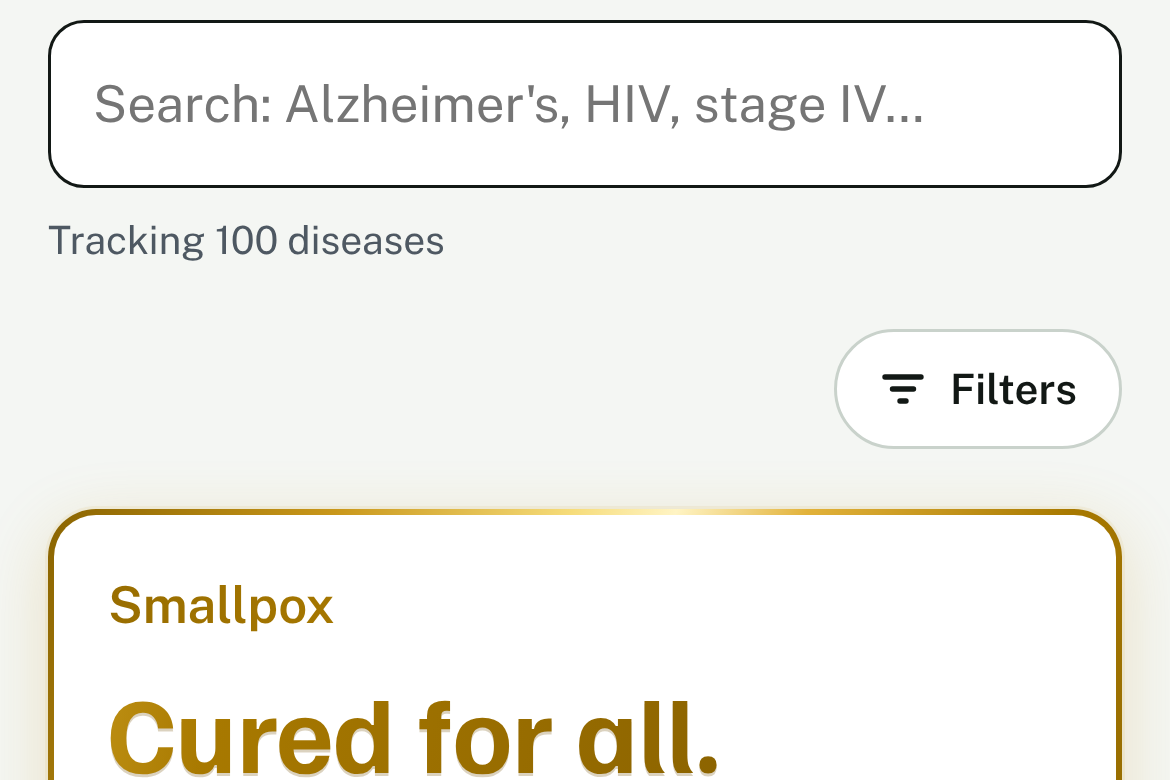 Search: Alzheimer's, HIV, stage IV...
Tracking 100 diseases
Filters
Smallpox
Cured for all.